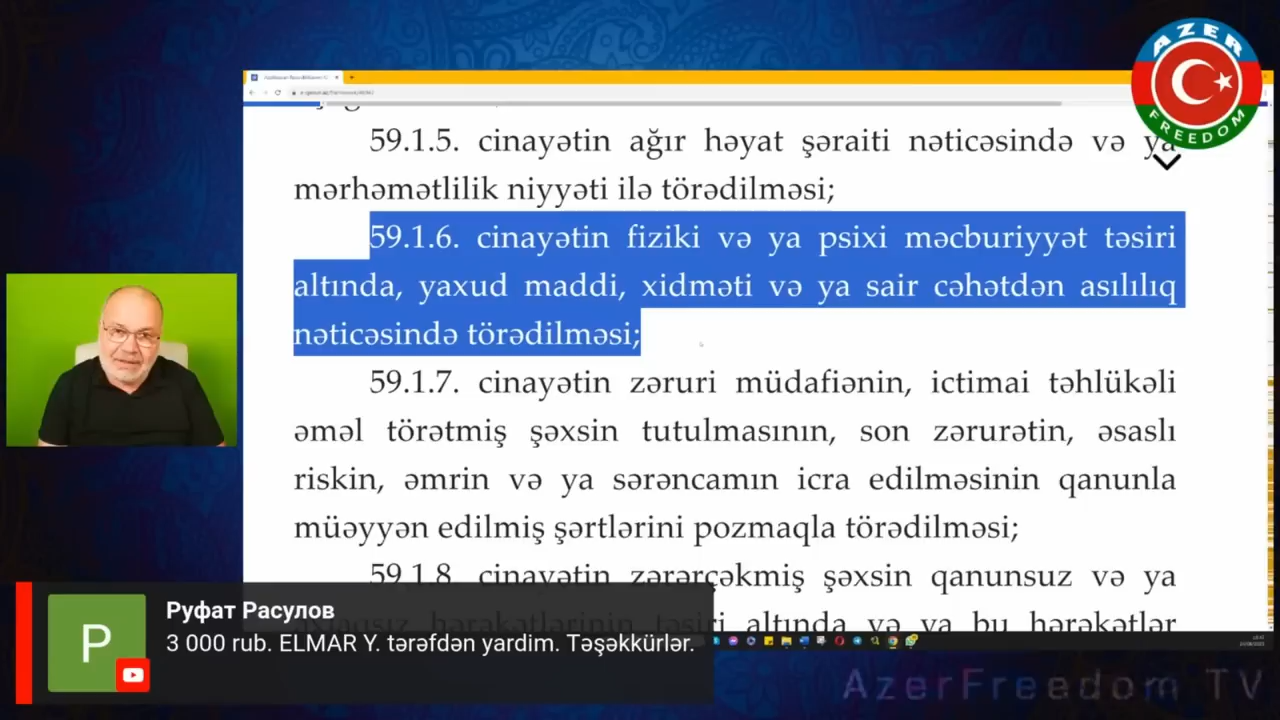 AZER
FREEDOM
59.1.5. cinayətin ağır həyat şəraiti nəticəsində və ya
mərhəmətlilik niyyəti ilə törədilməsi;
59.1.6. cinayətin fiziki və ya psixi məcburiyyət təsiri
altında, yaxud maddi, xidməti və ya sair cəhətdən asılılıq
nəticəsində törədilməsi;
59.1.7. cinayətin zəruri müdafiənin, ictimai təhlükəli
əməl törətmiş şəxsin tutulmasının, son zərurətin, əsaslı
riskin, əmrin və ya sərəncamın icra edilməsinin qanunla
müəyyən edilmiş şərtlərini pozmaqla törədilməsi;
59.1.8. cinayətin zərərçəkmiş şəxsin qanunsuz və ya
altında və ya bu hərəkətlər
P
Руфат Расулов
3 000 rub. ELMAR Y. tərəfdən yardim. Təşəkkürlər.
AzerFreedom TV